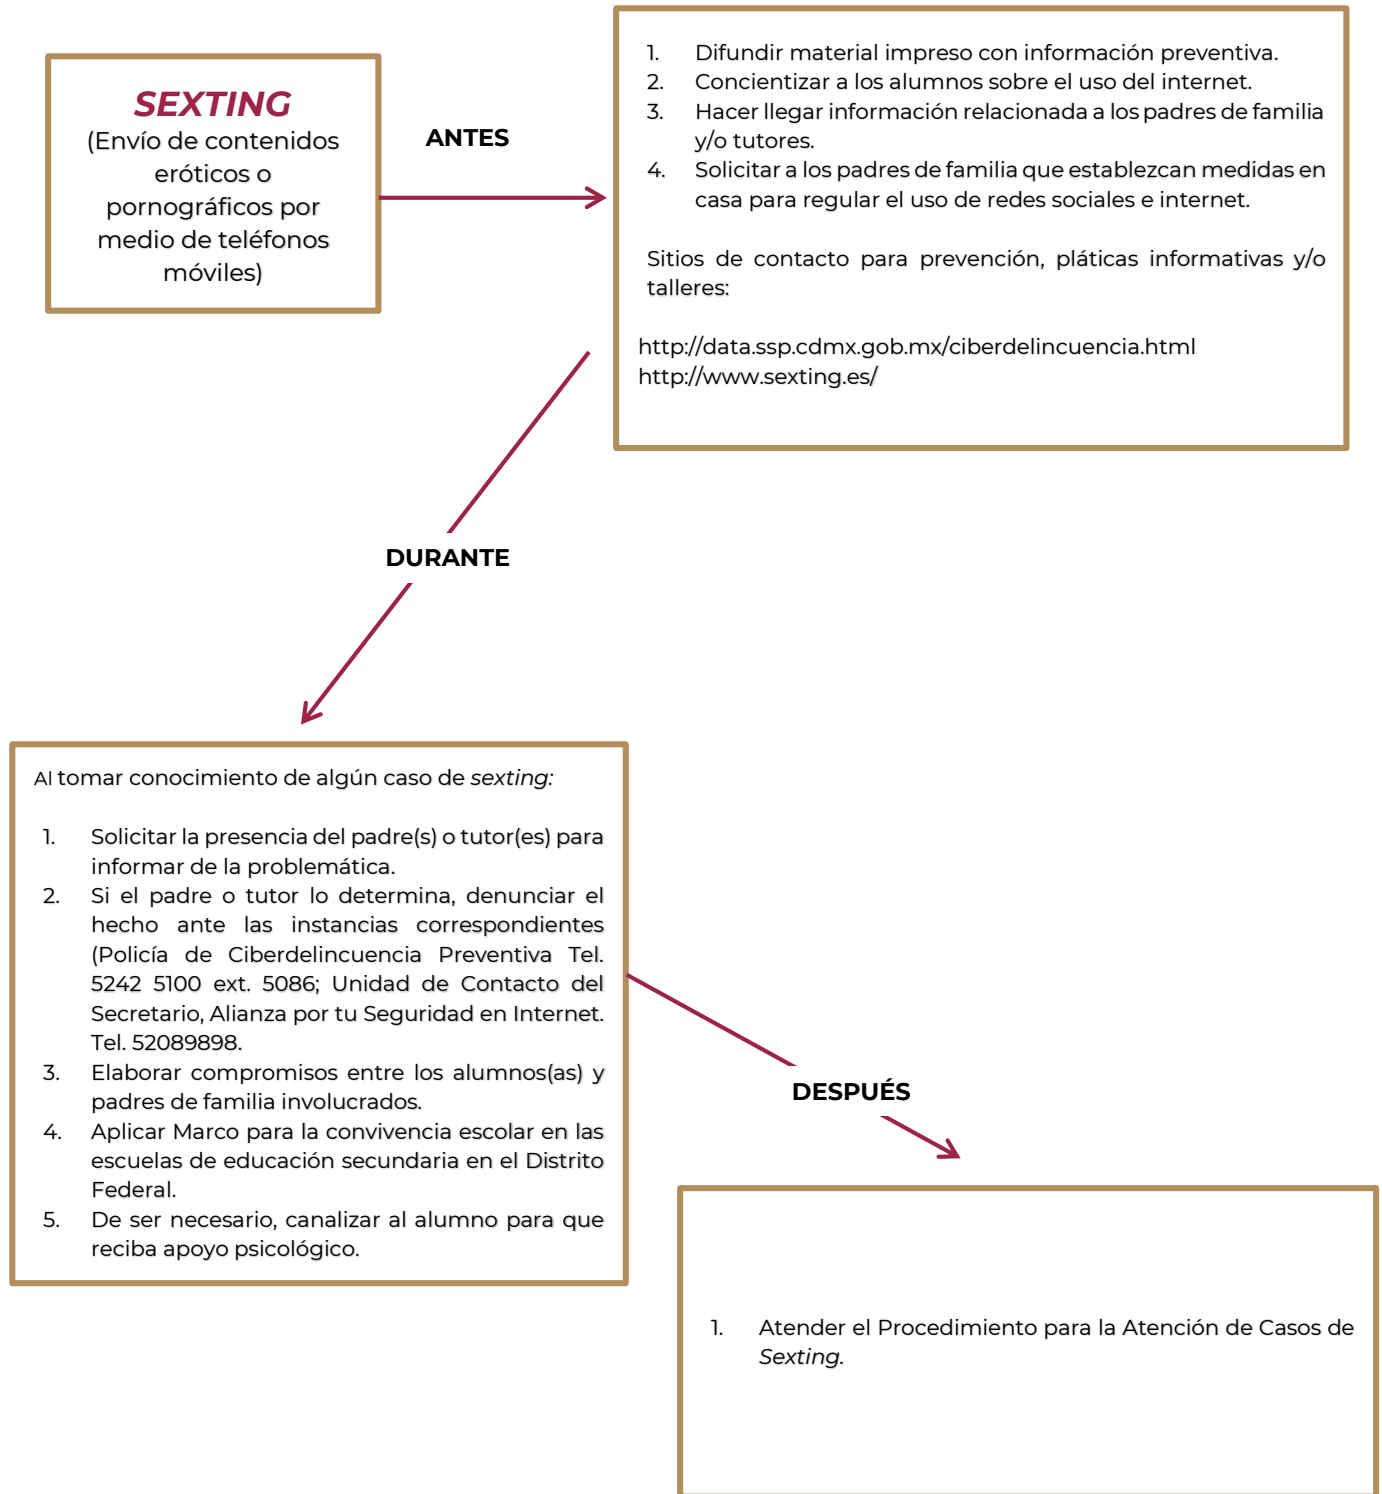 SEXTING
(Envío de contenidos
eróticos o
pornográficos por
medio de teléfonos
móviles)
ANTES
1. Difundir material impreso con información preventiva.
2. Concientizar a los alumnos sobre el uso del internet.
3. Hacer llegar información relacionada a los padres de familia
y/o tutores.
4. Solicitar a los padres de familia que establezcan medidas en
casa para regular el uso de redes sociales e internet.
Sitios de contacto para prevención, pláticas informativas y/o
talleres:
http://data.ssp.cdmx.gob.mx/ciberdelincuencia.html
http://www.sexting.es/
DURANTE
Al tomar conocimiento de algún caso de sexting:
1. Solicitar la presencia del padre(s) o tutor(es) para
informar de la problemática.
2. Si el padre o tutor lo determina, denunciar el
hecho ante las instancias correspondientes
(Policía de Ciberdelincuencia Preventiva Tel.
5242 5100 ext. 5086; Unidad de Contacto del
Secretario, Alianza por tu Seguridad en Internet.
Tel. 52089898.
3. Elaborar compromisos entre los alumnos(as) y
padres de familia involucrados.
4. Aplicar Marco para la convivencia escolar en las
escuelas de educación secundaria en el Distrito
Federal.
5. De ser necesario, canalizar al alumno para que
reciba apoyo psicológico.
DESPUÉS
1. Atender el Procedimiento para la Atención de Casos de
Sexting.